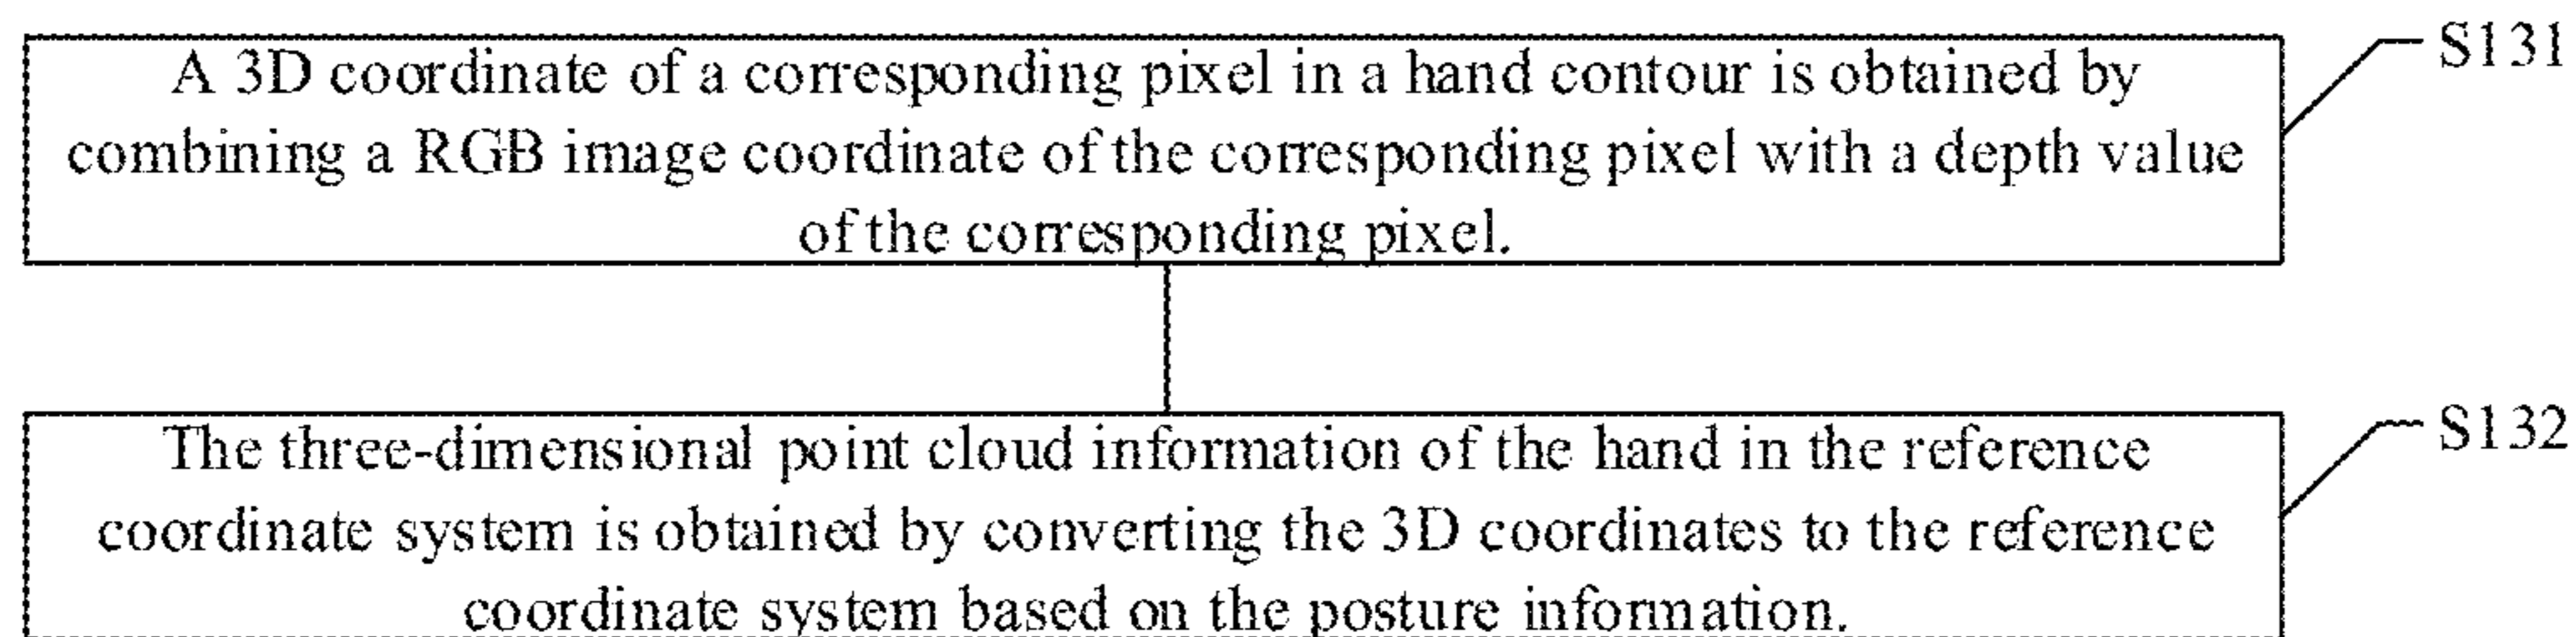 S131
A 3D coordinate of a corresponding pixel in a hand contour is obtained by
combining a RGB image coordinate of the corresponding pixel with a depth value
of the corresponding pixel.
S132
The three-dimensional point cloud information of the hand in the reference
coordinate system is obtained by converting the 3D coordinates to the reference
coordinate system based on the posture information.